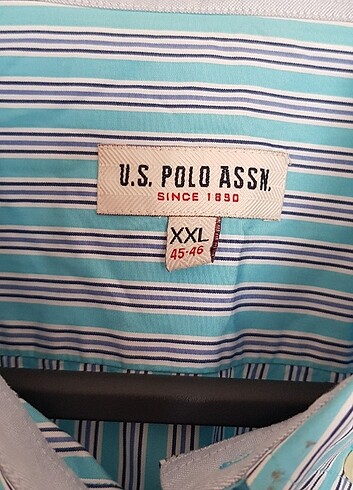 U.S. POLO ASSN.
SINCE 1890
XXL
45-46